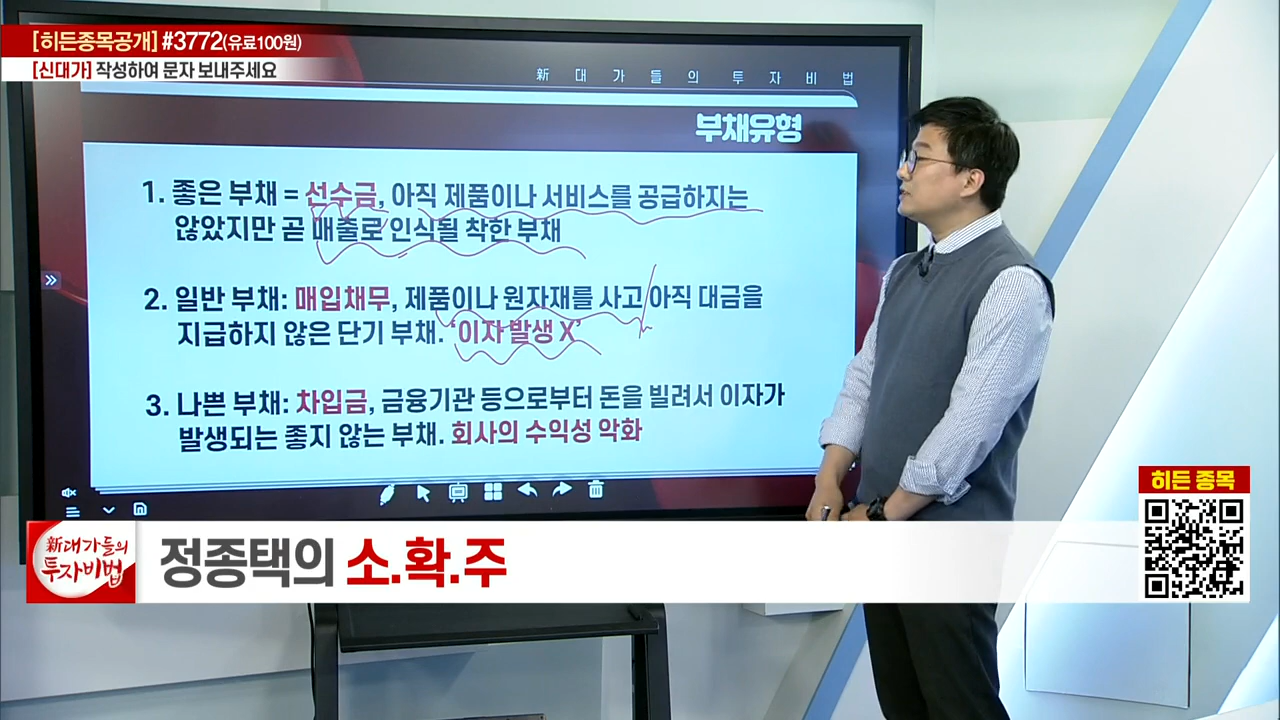 [히든종목공개] #3772(유료100원)
[신대가] 작성하여 문자 보내주세요
新 대 가 들 의 투 자 비 법
부채유형
1. 좋은 부채 = 선수금, 아직 제품이나 서비스를 공급하지는
않았지만 곧 매출로 인식될 착한 부채
2. 일반 부채: 매입채무, 제품이나 원자재를 사고 아직 대금을
지급하지 않은 단기 부채. ‘이자 발생 X’
3. 나쁜 부채: 차입금, 금융기관 등으로부터 돈을 빌려서 이자가
발생되는 좋지 않는 부채. 회사의 수익성 악화
히든 종목
新대가들의
투자비법
정종택의 소.확.주